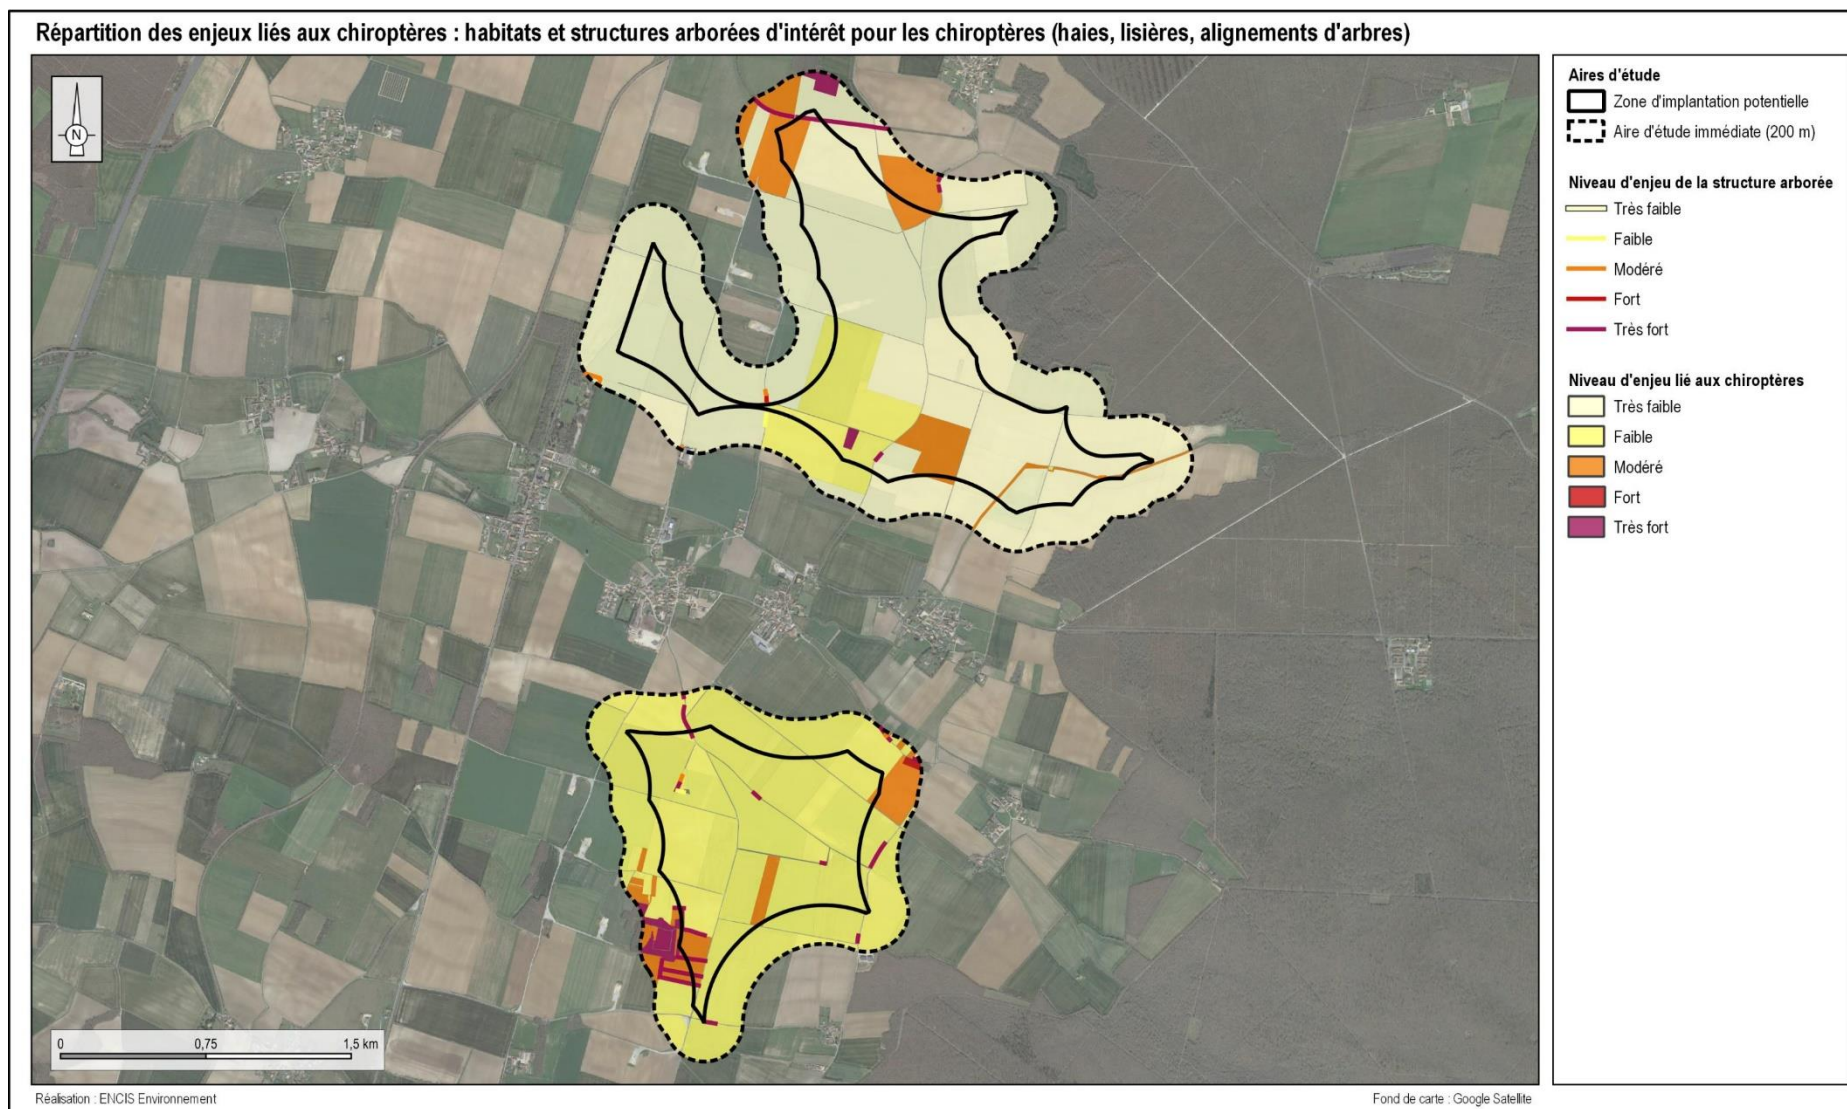 Répartition des enjeux liés aux chiroptères : habitats et structures arborées d'intérêt pour les chiroptères (haies, lisières, alignements d'arbres)
N
Aires d'étude
Zone d'implantation potentielle
Aire d'étude immédiate (200 m)
Niveau d'enjeu de la structure arborée
Très faible
Faible
Modéré
Fort
Très fort
Niveau d'enjeu lié aux chiroptères
Très faible
Faible
Modéré
Fort
Très fort
0 0,75 1,5 km
Réalisation : ENCIS Environnement
Fond de carte : Google Satellite